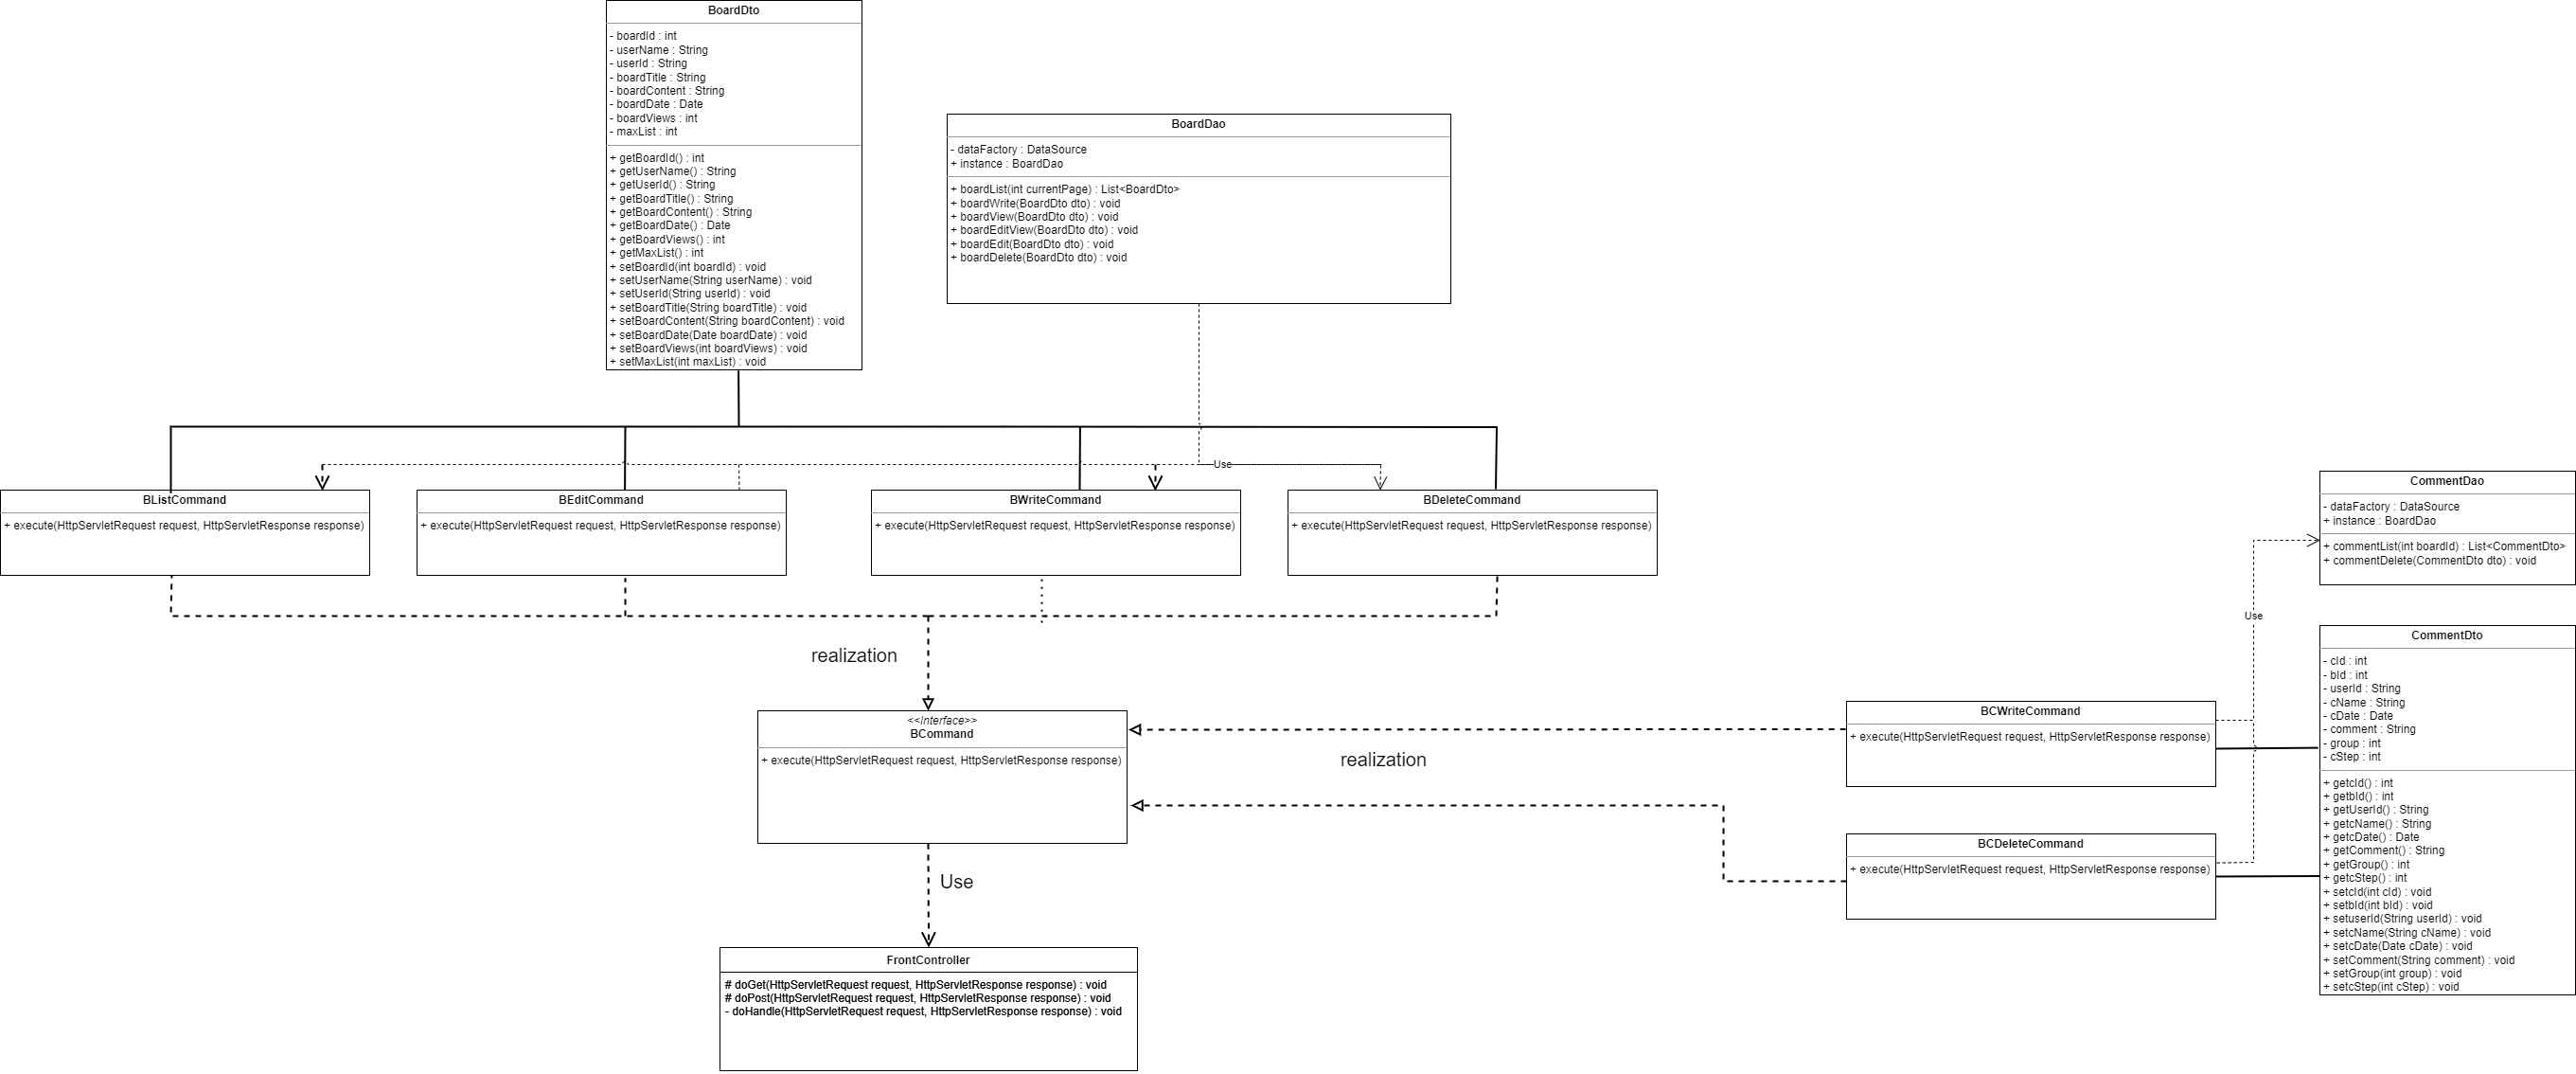 BoardDto
- boardId : int
- userName : String
- userId : String
- boardTitle : String
- boardContent : String
- boardDate : Date
- boardViews : int
- maxList : int
+ getBoardId() : int
+ getUserName() : String
+ getUserId() : String
+ getBoardTitle() : String
+ getBoardContent() : String
+ getBoardDate() : Date
+ getBoardViews() : int
+ getMaxList() : int
+ setBoardId(int boardId) : void
+ setUserName(String userName) : void
+ setUserId(String userId) : void
+ setBoardTitle(String boardTitle) : void
+ setBoardContent(String boardContent) : void
+ setBoardDate(Date boardDate) : void
+ setBoardViews(int boardViews) : void
+ setMaxList(int maxList) : void
BoardDao
- dataFactory : DataSource
+ instance : BoardDao
+ boardList(int currentPage) : List<BoardDto>
+ boardWrite(BoardDto dto) : void
+ boardView(BoardDto dto) : void
+ boardEditView(BoardDto dto) : void
+ boardEdit(BoardDto dto) : void
+ boardDelete(BoardDto dto) : void
Use
BListCommand
+ execute(HttpServletRequest request, HttpServletResponse response)
BEditCommand
+ execute(HttpServletRequest request, HttpServletResponse response)
BWriteCommand
+ execute(HttpServletRequest request, HttpServletResponse response)
BDeleteCommand
+ execute(HttpServletRequest request, HttpServletResponse response)
realization
<<Interface>>
BCommand
+ execute(HttpServletRequest request, HttpServletResponse response)
realization
Use
FrontController
# doGet(HttpServletRequest request, HttpServletResponse response) : void
# doPost(HttpServletRequest request, HttpServletResponse response) : void
- doHandle(HttpServletRequest request, HttpServletResponse response) : void
BCWriteCommand
+ execute(HttpServletRequest request, HttpServletResponse response)
BCDeleteCommand
+ execute(HttpServletRequest request, HttpServletResponse response)
Use
CommentDao
- dataFactory : DataSource
+ instance : BoardDao
+ commentList(int boardId) : List<CommentDto>
+ commentDelete(CommentDto dto) : void
CommentDto
- cId : int
- bId : int
- userId : String
- cName : String
- cDate : Date
- comment : String
- group : int
- cStep : int
+ getcId() : int
+ getbId() : int
+ getUserId() : String
+ getcName() : String
+ getcDate() : Date
+ getComment() : String
+ getGroup() : int
+ getcStep() : int
+ setcId(int cId) : void
+ setbId(int bId) : void
+ setuserId(String userId) : void
+ setcName(String cName) : void
+ setcDate(Date cDate) : void
+ setComment(String comment) : void
+ setGroup(int group) : void
+ setcStep(int cStep) : void